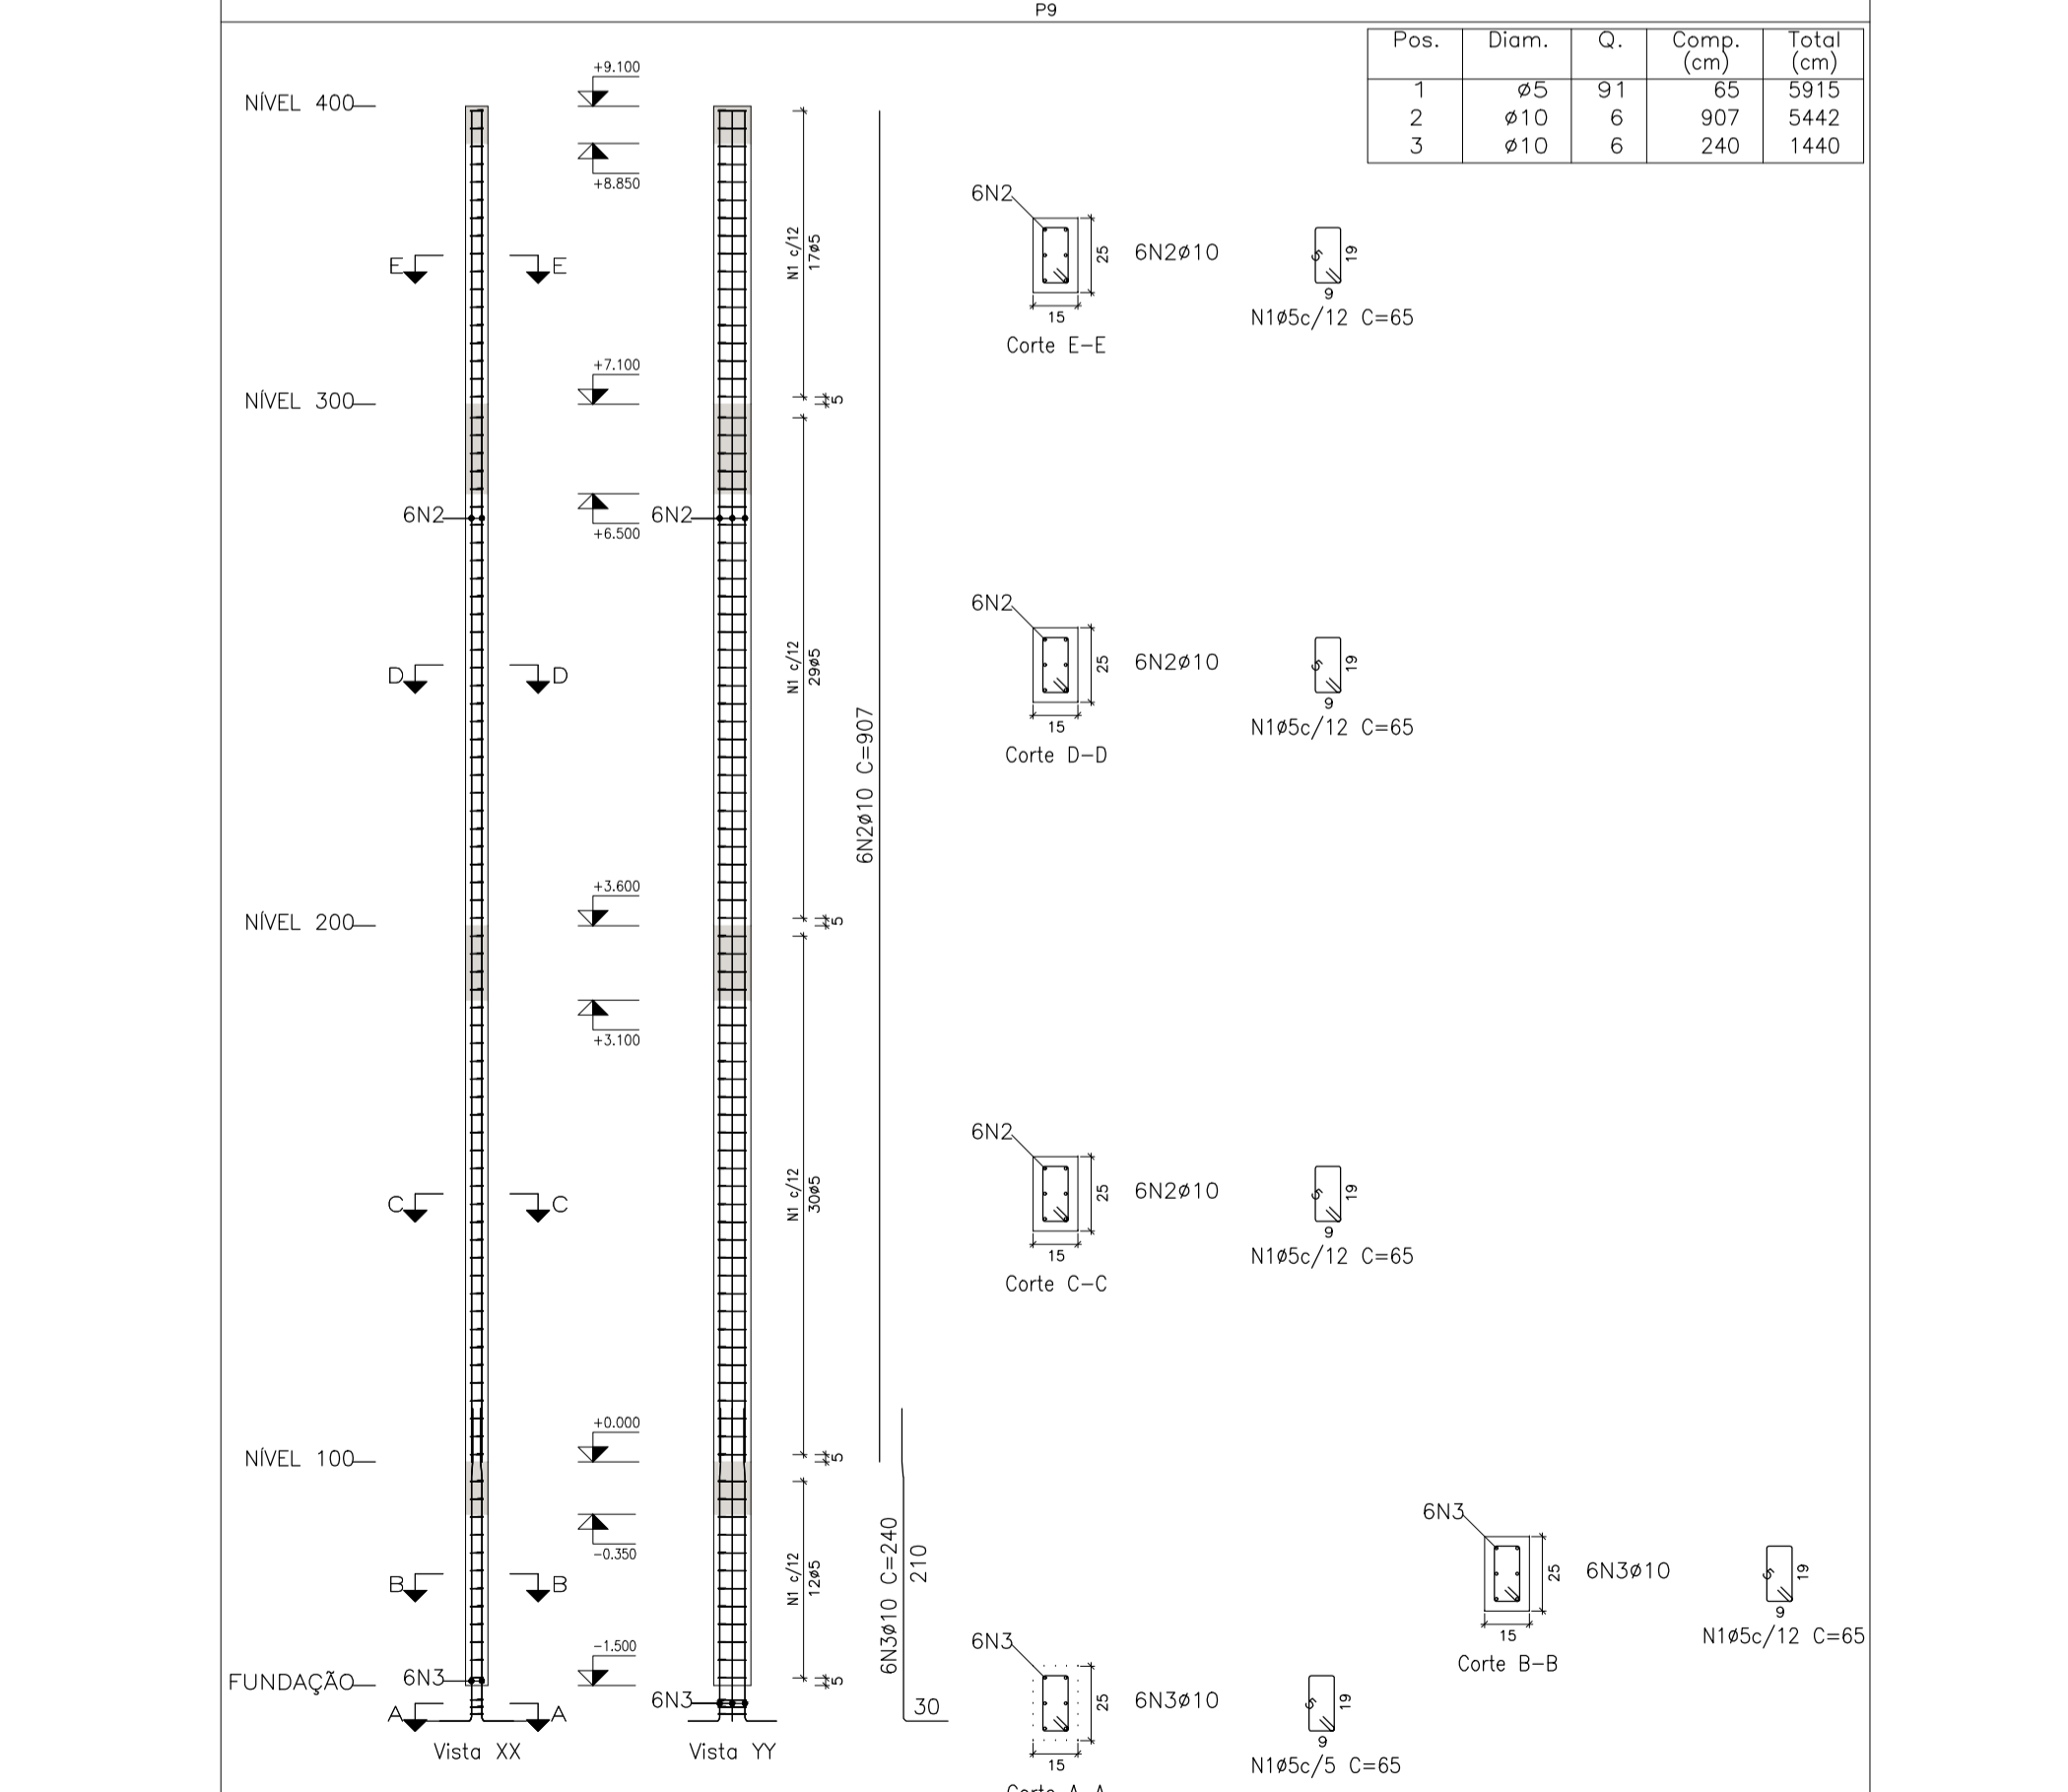 P9
Pos. Diam. Q. Comp. (cm) Total (cm)
1 ø5 91 65 5915
2 ø10 6 907 5442
3 ø10 6 240 1440
NÍVEL 400
+9.100
+8.850
E E
N1 c/12
17ø5
6N2
25
15
6N2ø10
Corte E-E
5
19
9
N1ø5c/12 C=65
NÍVEL 300
+7.100
5
6N2
6N2
+6.500
D D
N1 c/12
29ø5
6N2ø10 C=907
6N2
25
15
6N2ø10
Corte D-D
5
19
9
N1ø5c/12 C=65
NÍVEL 200
+3.600
5
+3.100
C C
N1 c/12
30ø5
6N2
25
15
6N2ø10
Corte C-C
5
19
9
N1ø5c/12 C=65
NÍVEL 100
+0.000
5
-0.350
B B
N1 c/12
12ø5
6N3ø10 C=240
210
30
6N3
25
15
6N3ø10
Corte B-B
5
19
9
N1ø5c/12 C=65
FUNDAÇÃO
-1.500
5
6N3
6N3
A A
Vista XX
Vista YY
6N3
25
15
6N3ø10
Corte A-A
5
19
9
N1ø5c/5 C=65